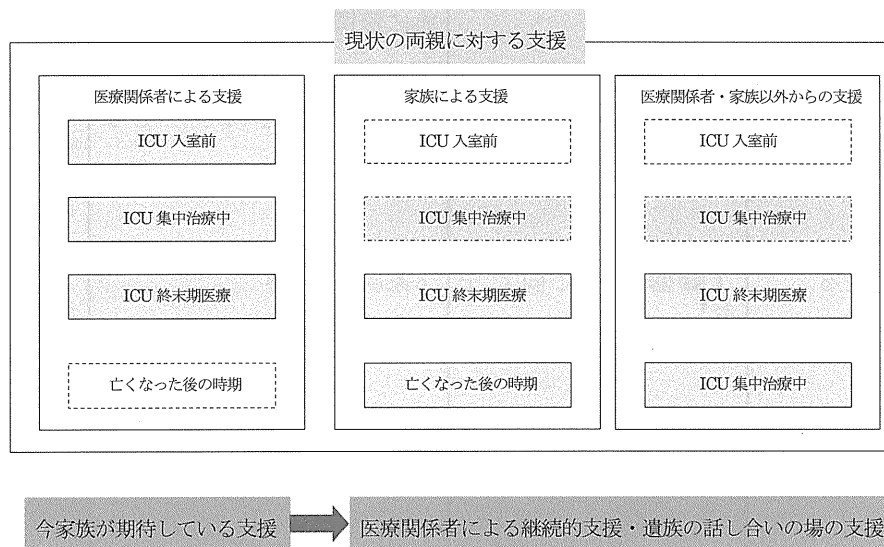 現状の両親に対する支援
医療関係者による支援
ICU 入室前
ICU 集中治療中
ICU 終末期医療
亡くなった後の時期
家族による支援
ICU 入室前
ICU 集中治療中
ICU 終末期医療
亡くなった後の時期
医療関係者・家族以外からの支援
ICU 入室前
ICU 集中治療中
ICU 終末期医療
ICU 集中治療中
今家族が期待している支援
医療関係者による継続的支援・遺族の話し合いの場の支援